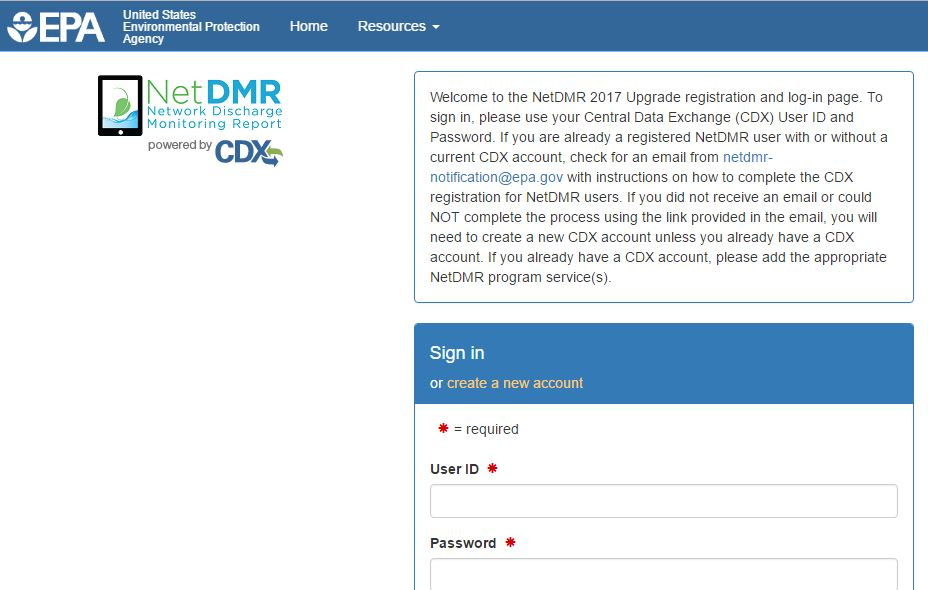 EPA
United States
Environmental Protection
Agency
Home
Resources
NetDMR
Network Discharge
Monitoring Report
powered by CDX
Welcome to the NetDMR 2017 Upgrade registration and log-in page. To
sign in, please use your Central Data Exchange (CDX) User ID and
Password. If you are already a registered NetDMR user with or without a
current CDX account, check for an email from netdmr-
notification@epa.gov with instructions on how to complete the CDX
registration for NetDMR users. If you did not receive an email or could
NOT complete the process using the link provided in the email, you will
need to create a new CDX account unless you already have a CDX
account. If you already have a CDX account, please add the appropriate
NetDMR program service(s).
Sign in
or create a new account
✱ = required
User ID ✱
Password ✱